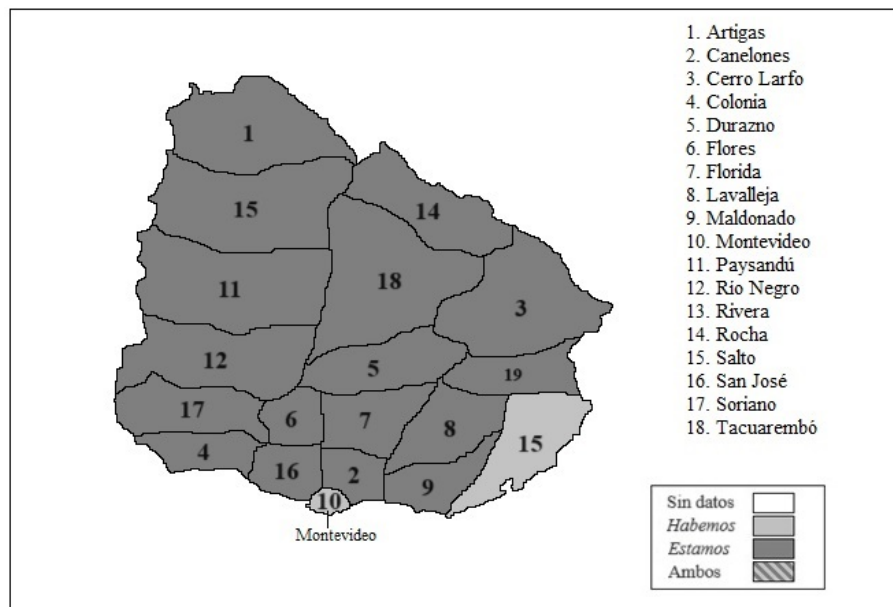 1. Artigas
2. Canelones
3. Cerro Larfo
4. Colonia
5. Durazno
6. Flores
7. Florida
8. Lavalleja
9. Maldonado
10. Montevideo
11. Paysandú
12. Rio Negro
13. Rivera
14. Rocha
15. Salto
16. San José
17. Soriano
18. Tacuarembó
1
15
14
11
18
3
12
5
19
17
6
7
8
15
4
16
2
9
10
Montevideo
Sin datos
Habemos
Estamos
Ambos